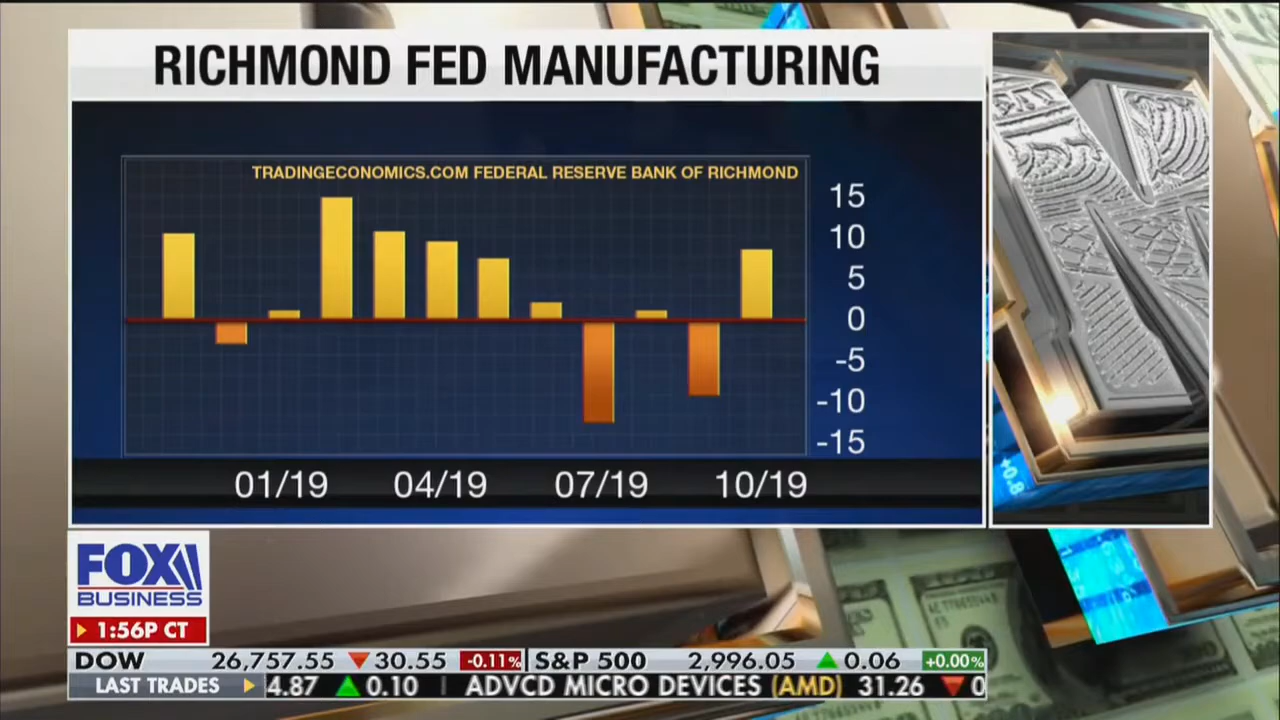 RICHMOND FED MANUFACTURING
TRADINGECONOMICS.COM FEDERAL RESERVE BANK OF RICHMOND
15
10
5
0
-5
-10
-15
01/19 04/19 07/19 10/19
+0.8
FOX
BUSINESS
1:56P CT
DOW 26,757.55 ▼ 30.55 -0.11% S&P 500 2,996.05 ▲ 0.06 +0.00%
LAST TRADES 4.87 ▲ 0.10 | ADVCD MICRO DEVICES (AMD) 31.26 ▼ 0